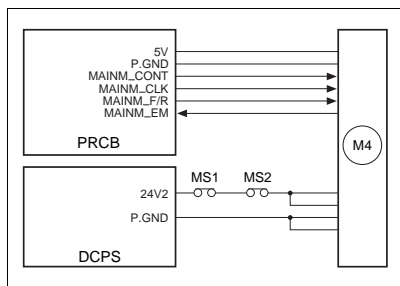 5V
P.GND
MAINM_CONT
MAINM_CLK
MAINM_F/R
MAINM_EM
PRCB
M4
MS1 MS2
24V2
P.GND
DCPS